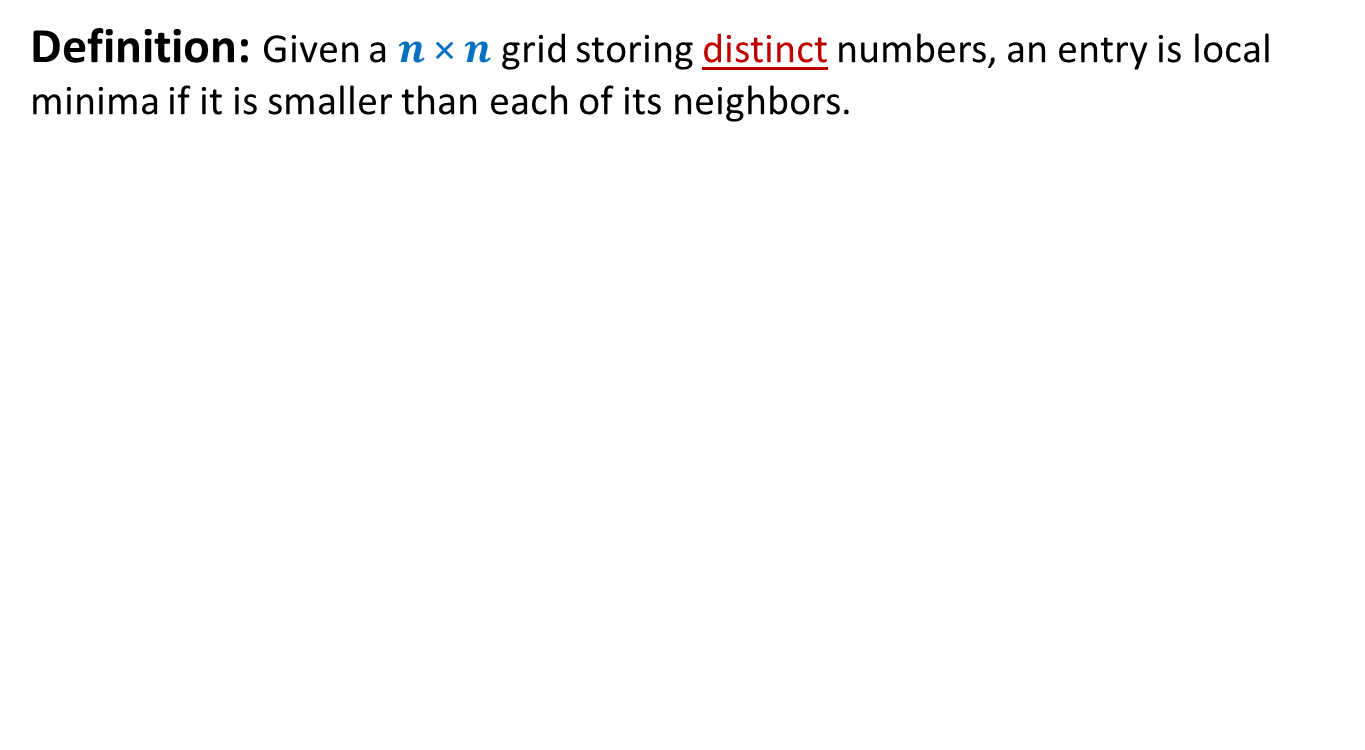 Definition: Given a n × n grid storing distinct numbers, an entry is local
minima if it is smaller than each of its neighbors.